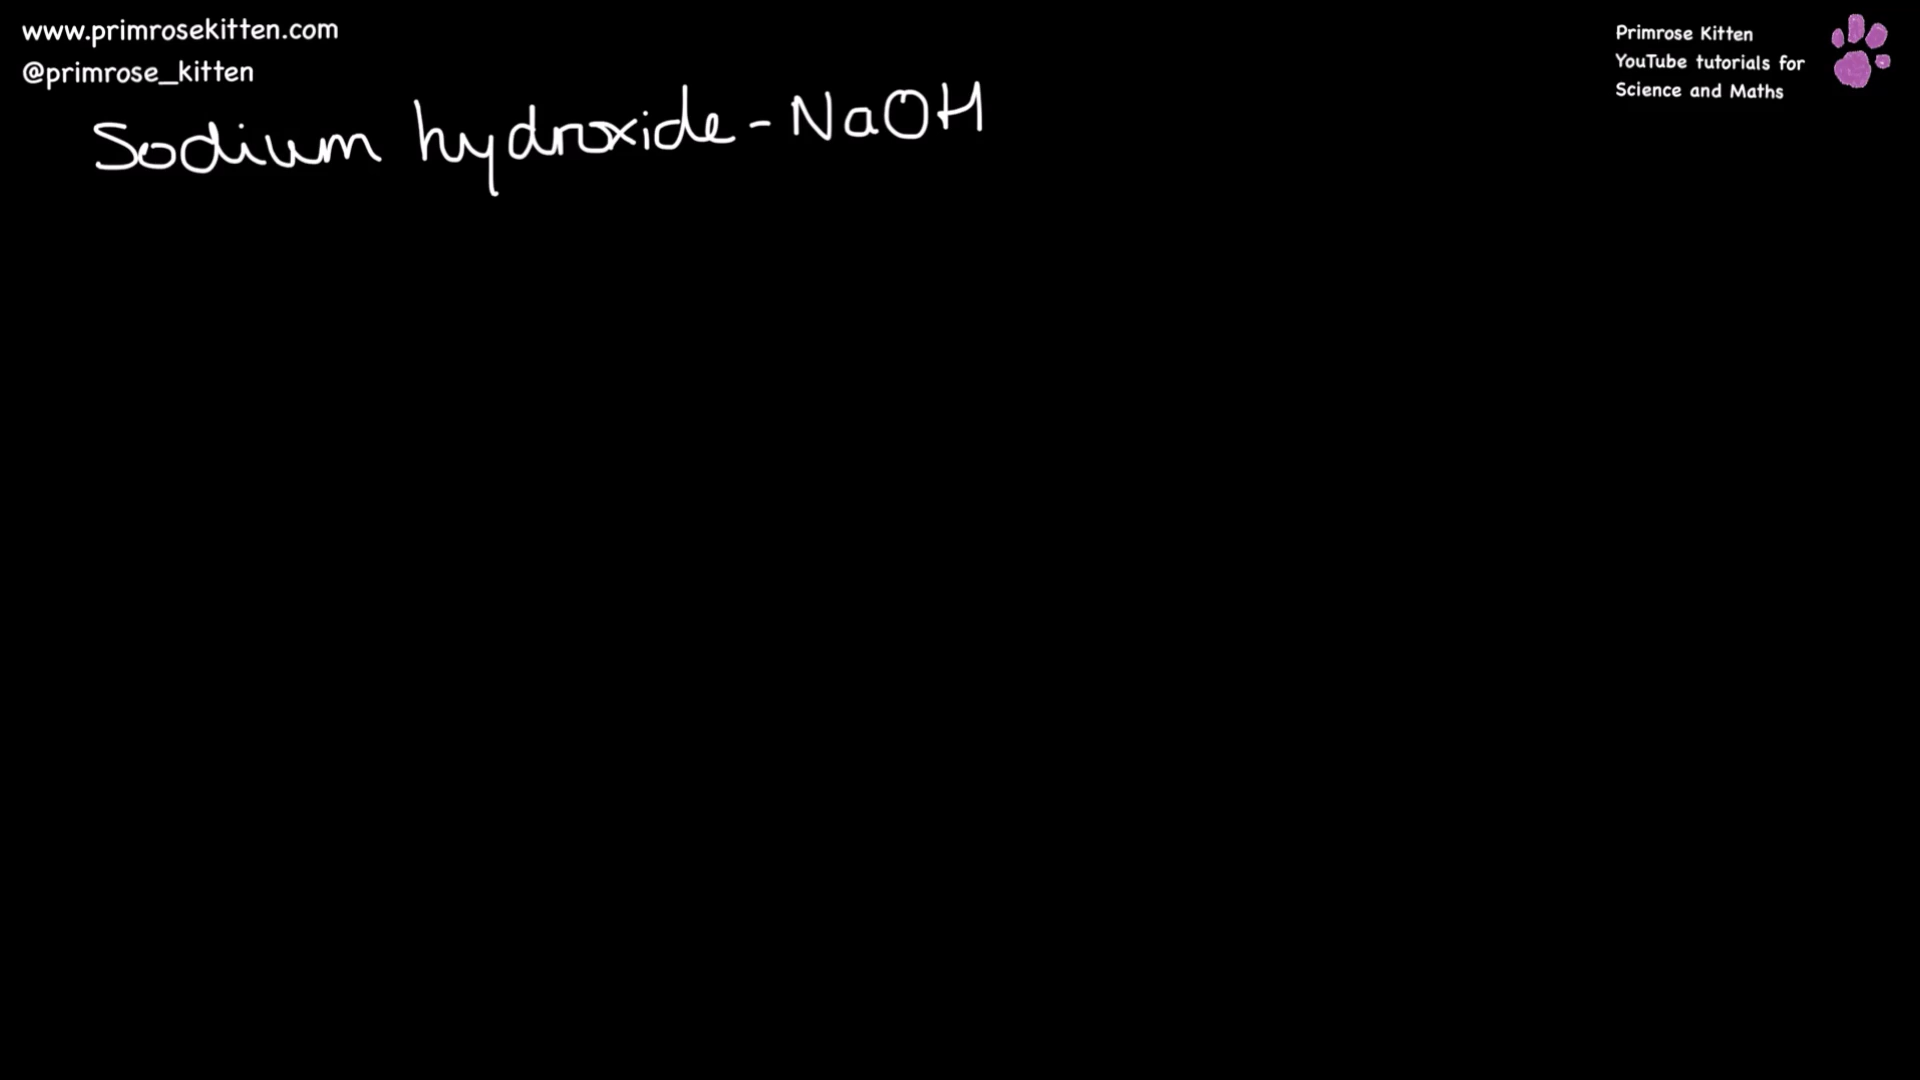 www.primrosekitten.com
@primrose_kitten
Primrose Kitten
YouTube tutorials for
Science and Maths
Sodium hydroxide - NaOH